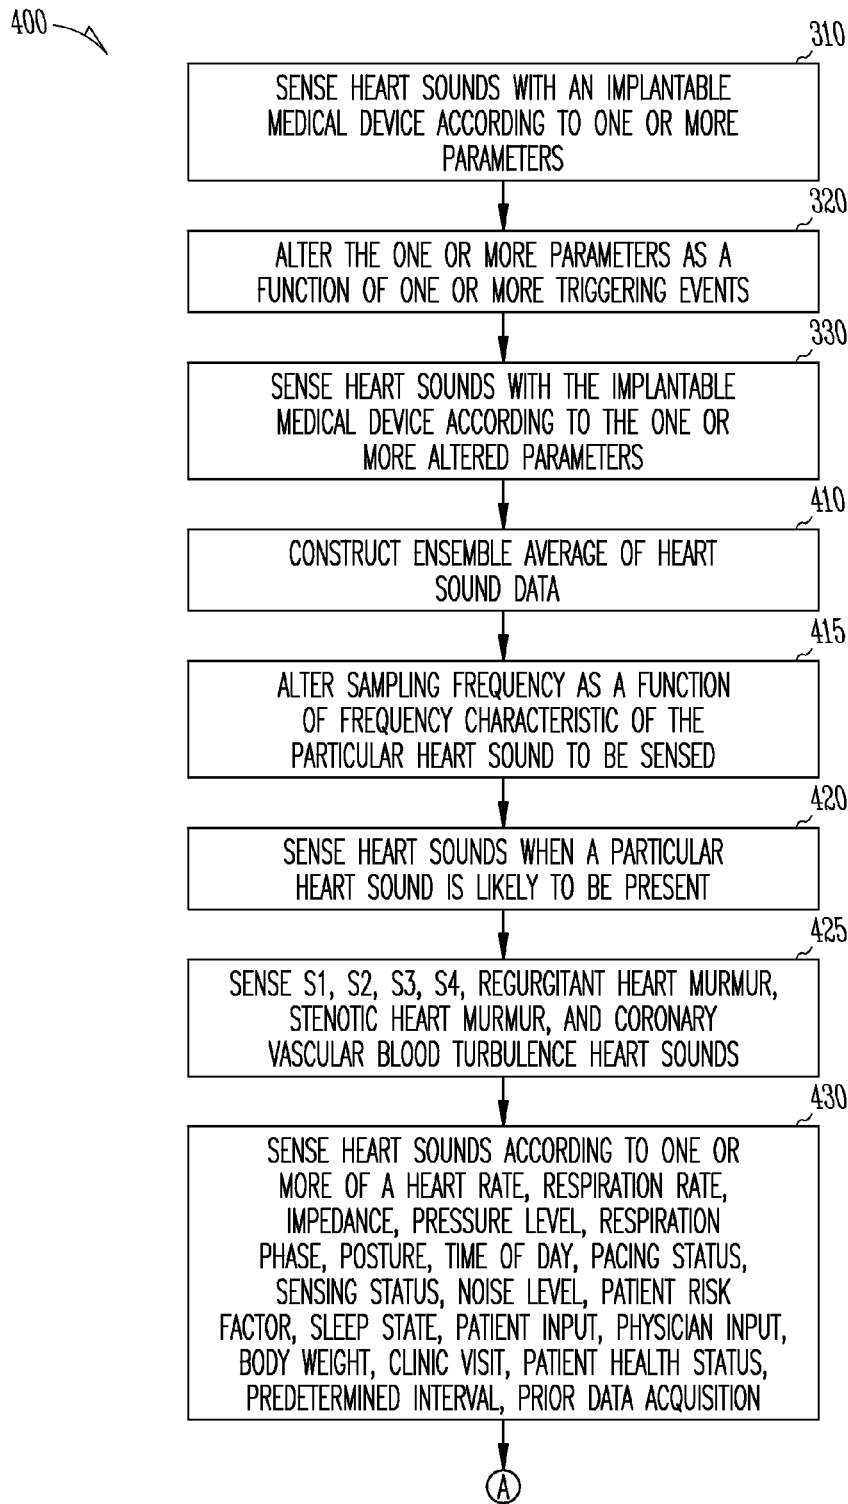 400
310
SENSE HEART SOUNDS WITH AN IMPLANTABLE
MEDICAL DEVICE ACCORDING TO ONE OR MORE
PARAMETERS
320
ALTER THE ONE OR MORE PARAMETERS AS A
FUNCTION OF ONE OR MORE TRIGGERING EVENTS
330
SENSE HEART SOUNDS WITH THE IMPLANTABLE
MEDICAL DEVICE ACCORDING TO THE ONE OR
MORE ALTERED PARAMETERS
410
CONSTRUCT ENSEMBLE AVERAGE OF HEART
SOUND DATA
415
ALTER SAMPLING FREQUENCY AS A FUNCTION
OF FREQUENCY CHARACTERISTIC OF THE
PARTICULAR HEART SOUND TO BE SENSED
420
SENSE HEART SOUNDS WHEN A PARTICULAR
HEART SOUND IS LIKELY TO BE PRESENT
425
SENSE S1, S2, S3, S4, REGURGITANT HEART MURMUR,
STENOTIC HEART MURMUR, AND CORONARY
VASCULAR BLOOD TURBULENCE HEART SOUNDS
430
SENSE HEART SOUNDS ACCORDING TO ONE OR
MORE OF A HEART RATE, RESPIRATION RATE,
IMPEDANCE, PRESSURE LEVEL, RESPIRATION
PHASE, POSTURE, TIME OF DAY, PACING STATUS,
SENSING STATUS, NOISE LEVEL, PATIENT RISK
FACTOR, SLEEP STATE, PATIENT INPUT, PHYSICIAN INPUT,
BODY WEIGHT, CLINIC VISIT, PATIENT HEALTH STATUS,
PREDETERMINED INTERVAL, PRIOR DATA ACQUISITION
A